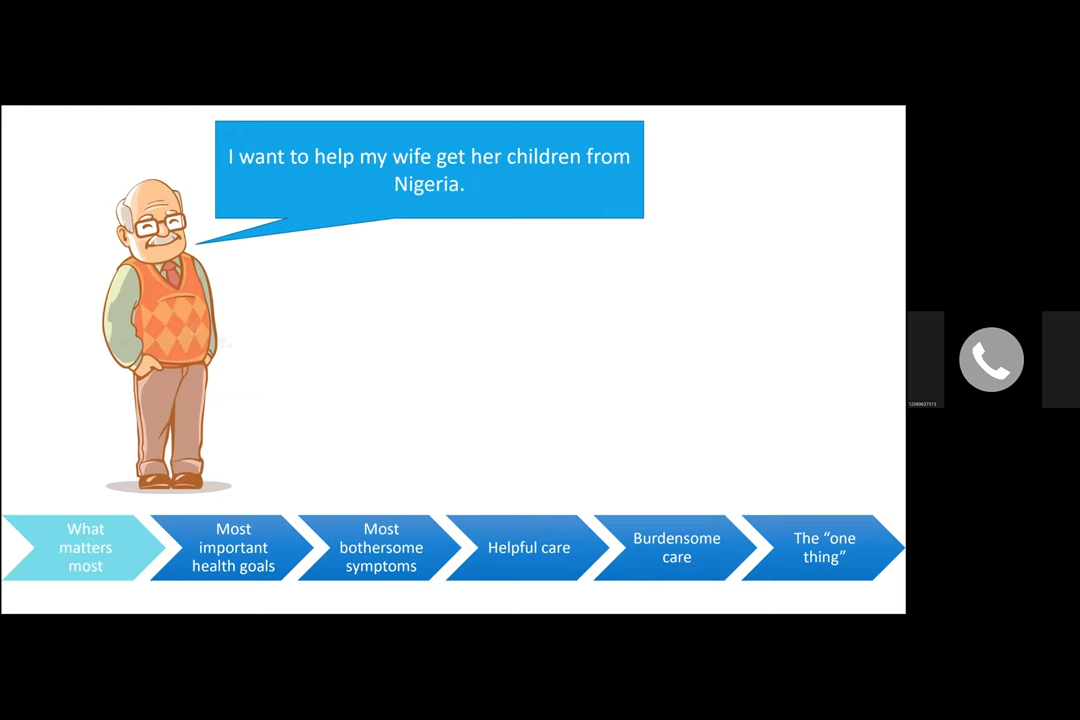 I want to help my wife get her children from
Nigeria.
What
matters
most
Most
important
health goals
Most
bothersome
symptoms
Helpful care
Burdensome
care
The “one
thing”
12069637313